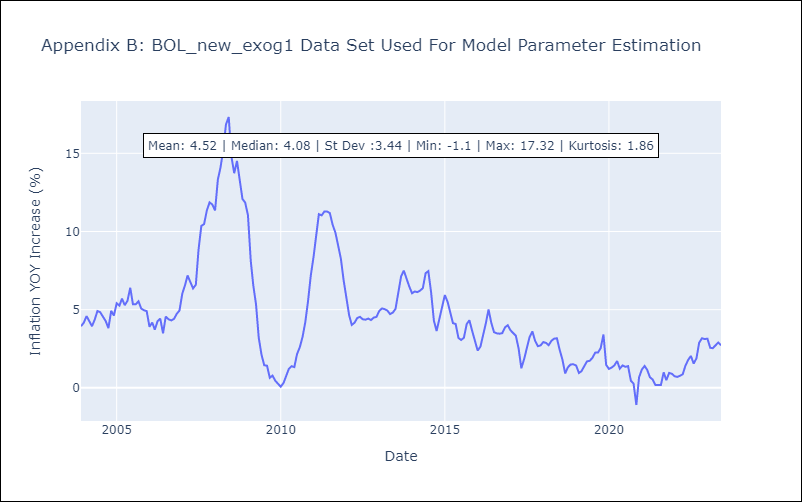 Appendix B: BOL_new_exog1 Data Set Used For Model Parameter Estimation
Mean: 4.52 | Median: 4.08 | St Dev :3.44 | Min: -1.1 | Max: 17.32 | Kurtosis: 1.86
Inflation YOY Increase (%)
15
10
5
0
2005
2010
2015
2020
Date